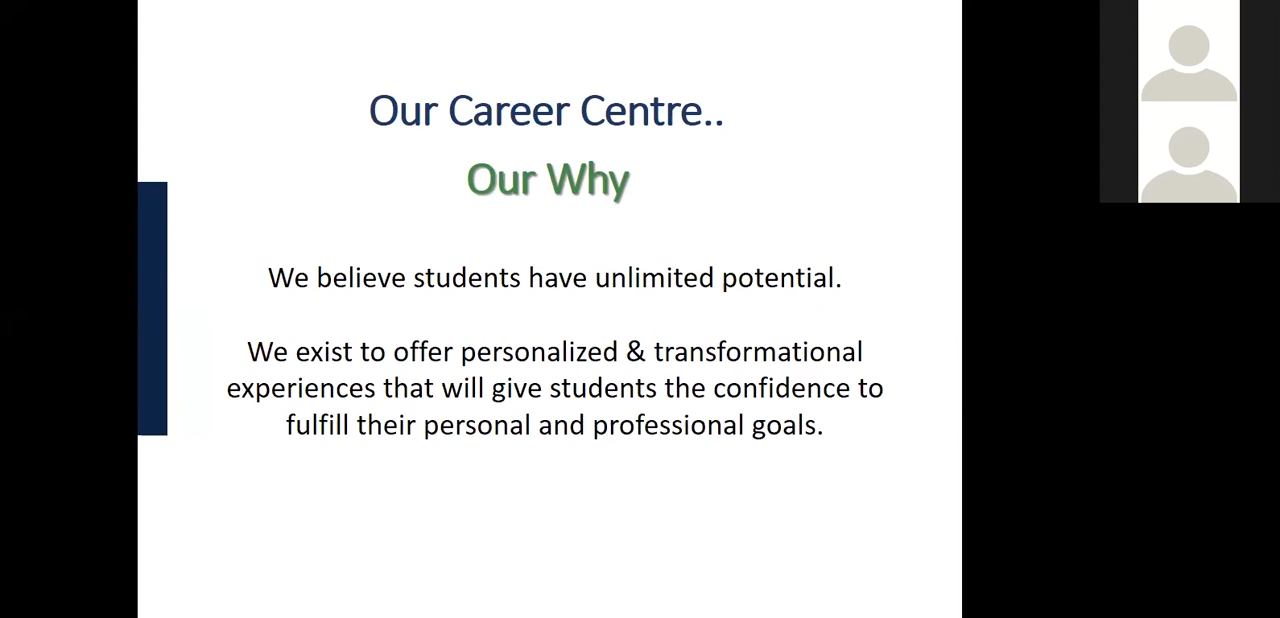 Our Career Centre..
Our Why
We believe students have unlimited potential.
We exist to offer personalized & transformational
experiences that will give students the confidence to
fulfill their personal and professional goals.